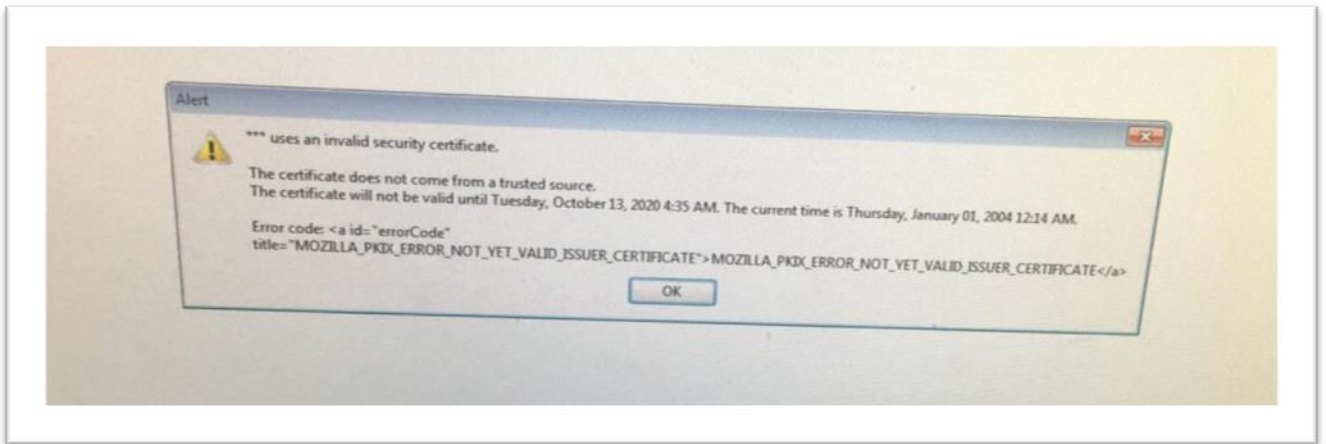 Alert
*** uses an invalid security certificate.
The certificate does not come from a trusted source.
The certificate will not be valid until Tuesday, October 13, 2020 4:35 AM. The current time is Thursday, January 01, 2004 12:14 AM.
Error code: <a id="errorCode"
title="MOZILLA_PKIX_ERROR_NOT_YET_VALID_ISSUER_CERTIFICATE">MOZILLA_PKIX_ERROR_NOT_YET_VALID_ISSUER_CERTIFICATE</a>
OK